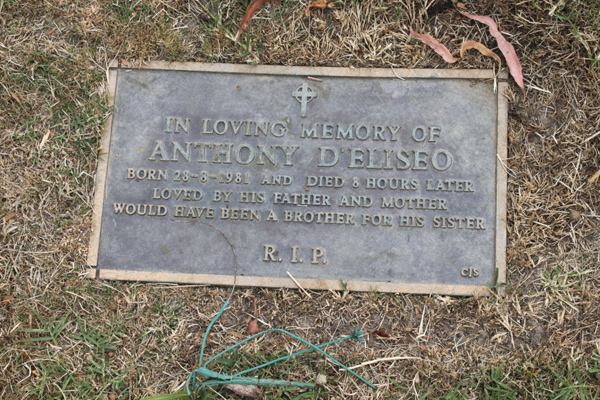 IN LOVING MEMORY OF
ANTHONY D'ELISEO
BORN 28-8-1981 AND DIED 8 HOURS LATER
LOVED BY HIS FATHER AND MOTHER
WOULD HAVE BEEN A BROTHER FOR HIS SISTER
R.I.P.
CJS